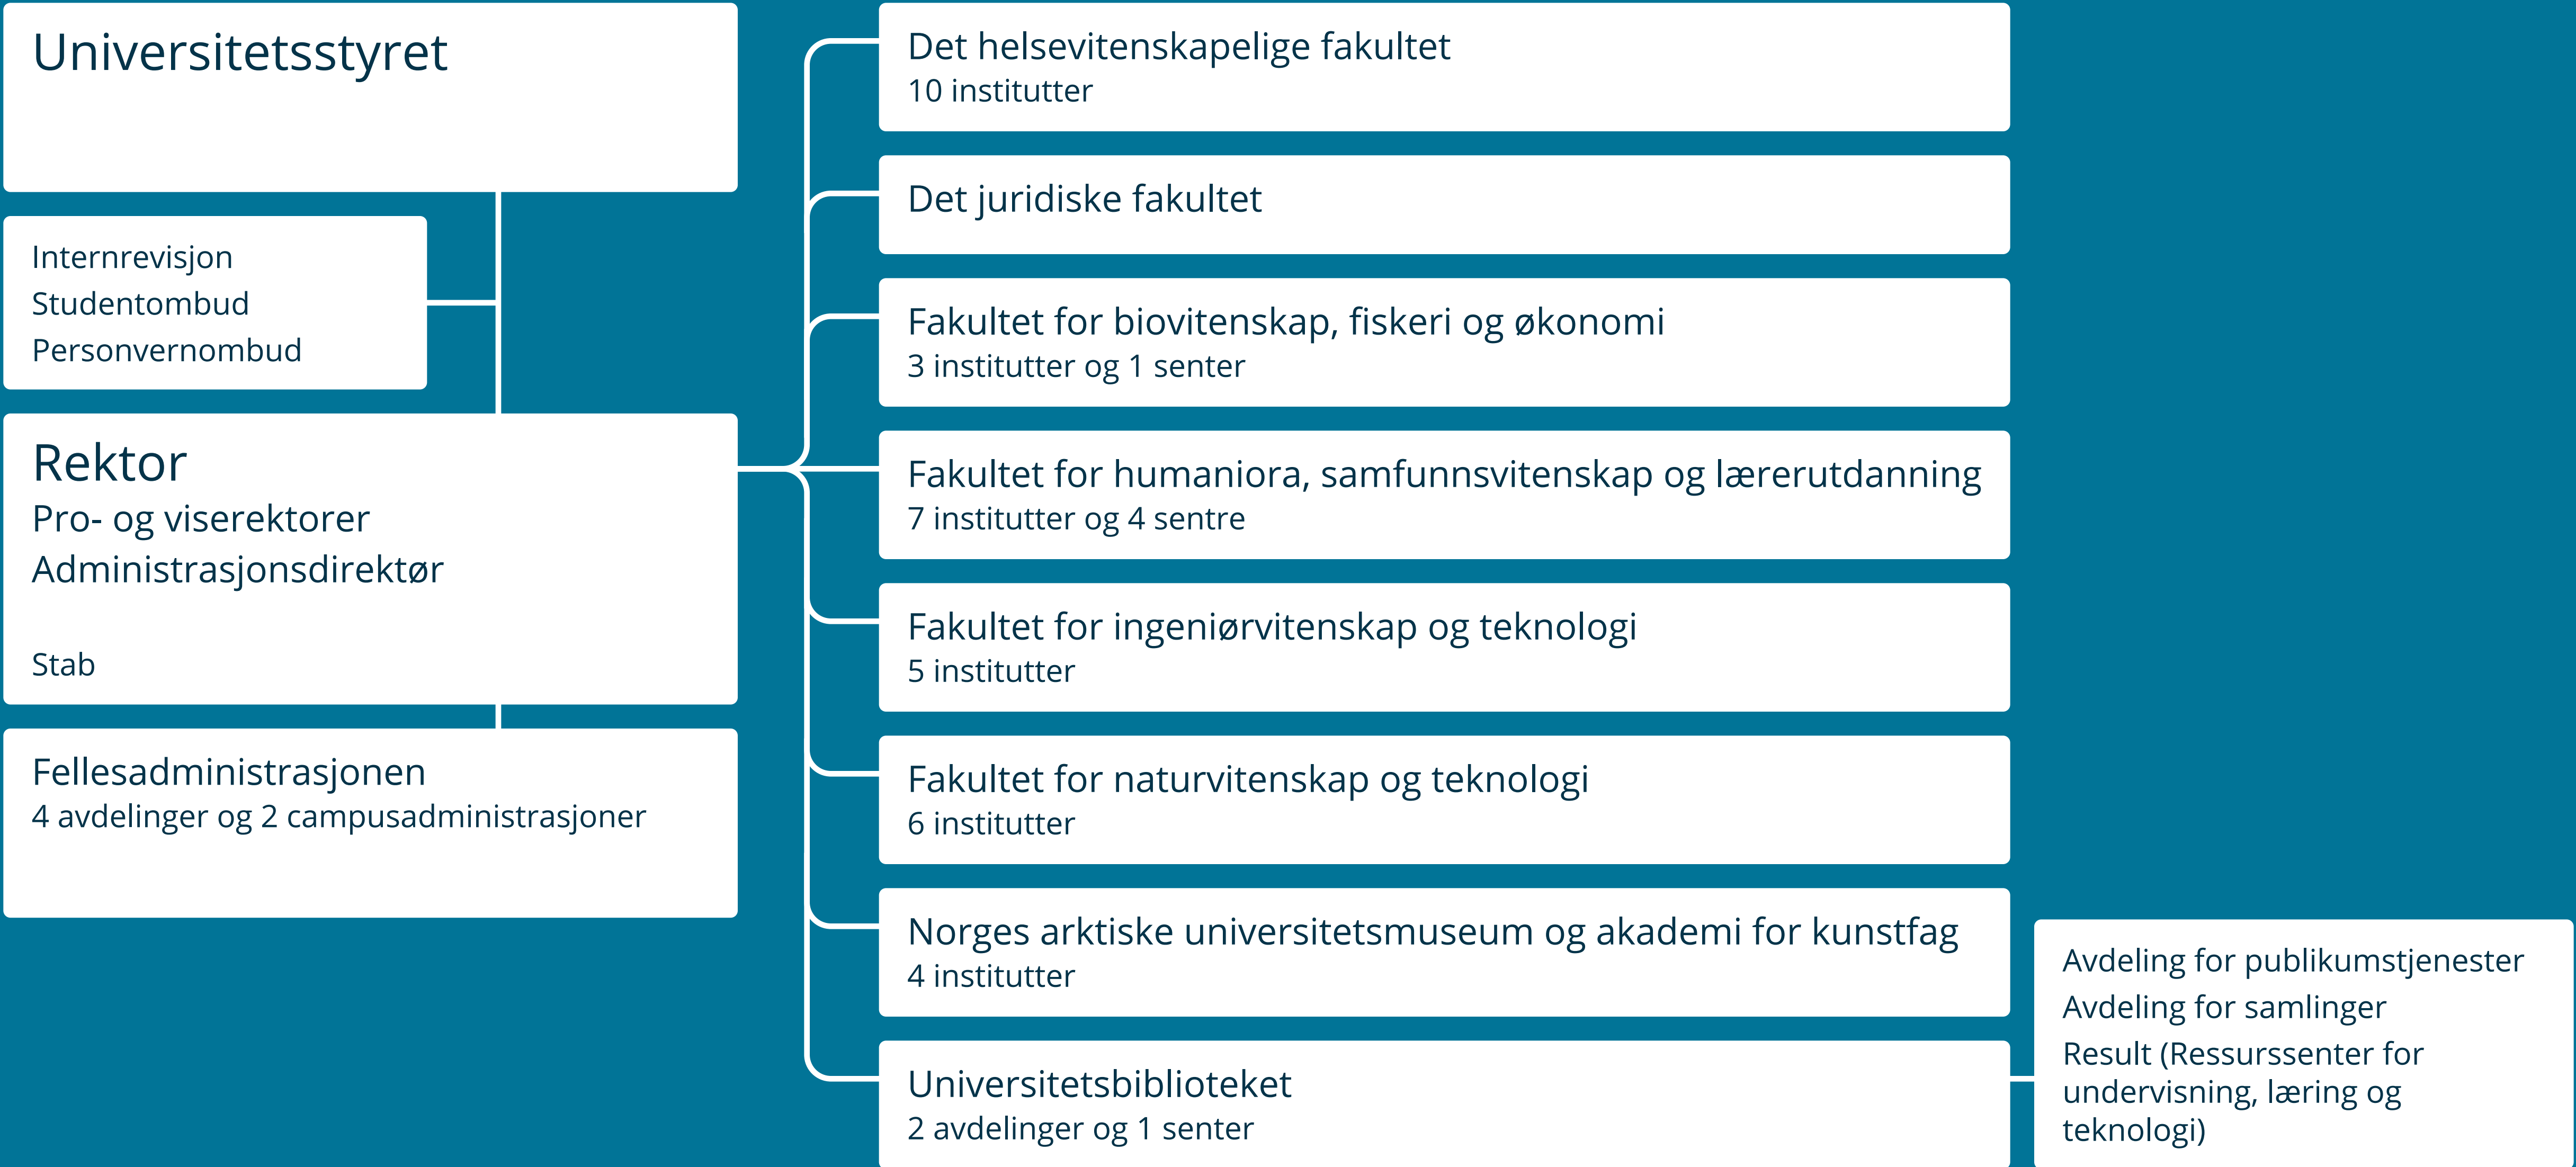 Universitetsstyret
Internrevisjon
Studentombud
Personvernombud
Rektor
Pro- og viserektorer
Administrasjonsdirektør
Stab
Fellesadministrasjonen
4 avdelinger og 2 campusadministrasjoner
Det helsevitenskapelige fakultet
10 institutter
Det juridiske fakultet
Fakultet for biovitenskap, fiskeri og økonomi
3 institutter og 1 senter
Fakultet for humaniora, samfunnsvitenskap og lærerutdanning
7 institutter og 4 sentre
Fakultet for ingeniørvitenskap og teknologi
5 institutter
Fakultet for naturvitenskap og teknologi
6 institutter
Norges arktiske universitetsmuseum og akademi for kunstfag
4 institutter
Universitetsbiblioteket
2 avdelinger og 1 senter
Avdeling for publikumstjenester
Avdeling for samlinger
Result (Ressurssenter for
undervisning, læring og
teknologi)